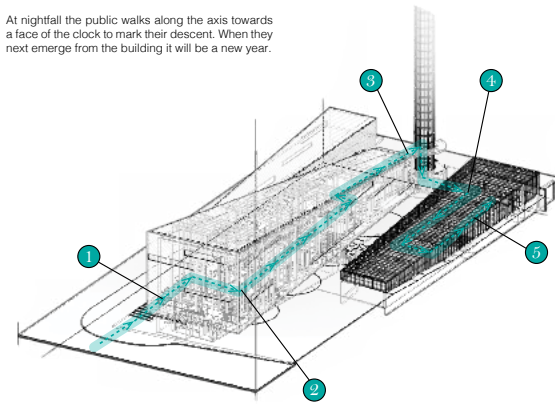 At nightfall the public walks along the axis towards
a face of the clock to mark their descent. When they
next emerge from the building it will be a new year.
3
4
1
5
2